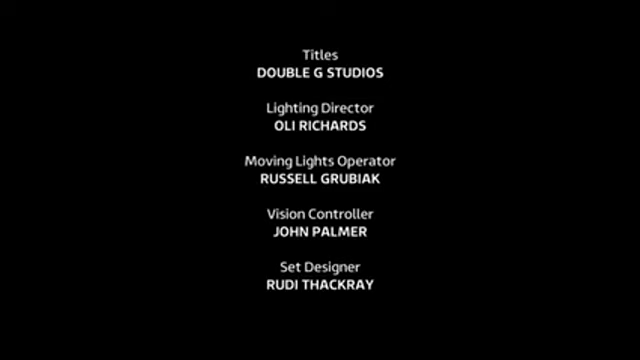 Titles
DOUBLE G STUDIOS
Lighting Director
OLI RICHARDS
Moving Lights Operator
RUSSELL GRUBIAK
Vision Controller
JOHN PALMER
Set Designer
RUDI THACKRAY